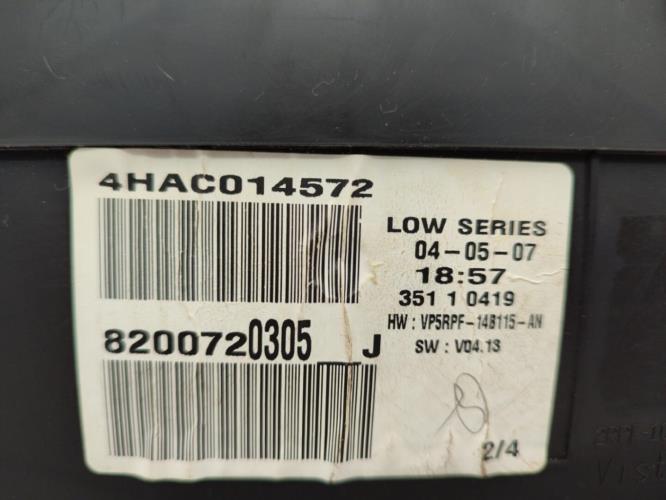 4HAC014572
8200720305__J
LOW SERIES
04-05-07
18:57
351 1 0419
HW : VP5RPF-14B115-AN
SW : V04.13
2/4